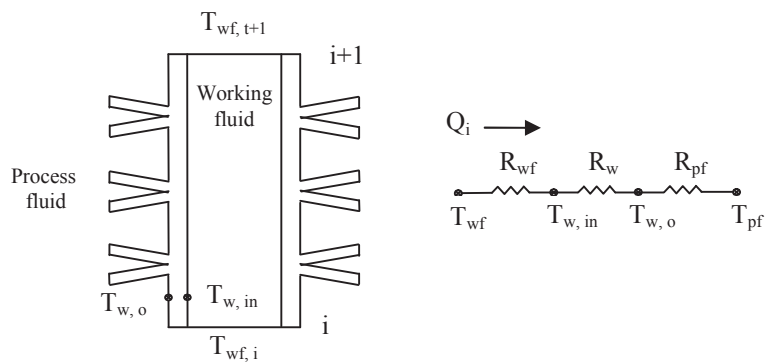 T_wf, t+1
i+1
Working
fluid
Process
fluid
T_w, o
T_w, in
i
T_wf, i
Q_i
R_wf
R_w
R_pf
T_wf
T_w, in
T_w, o
T_pf